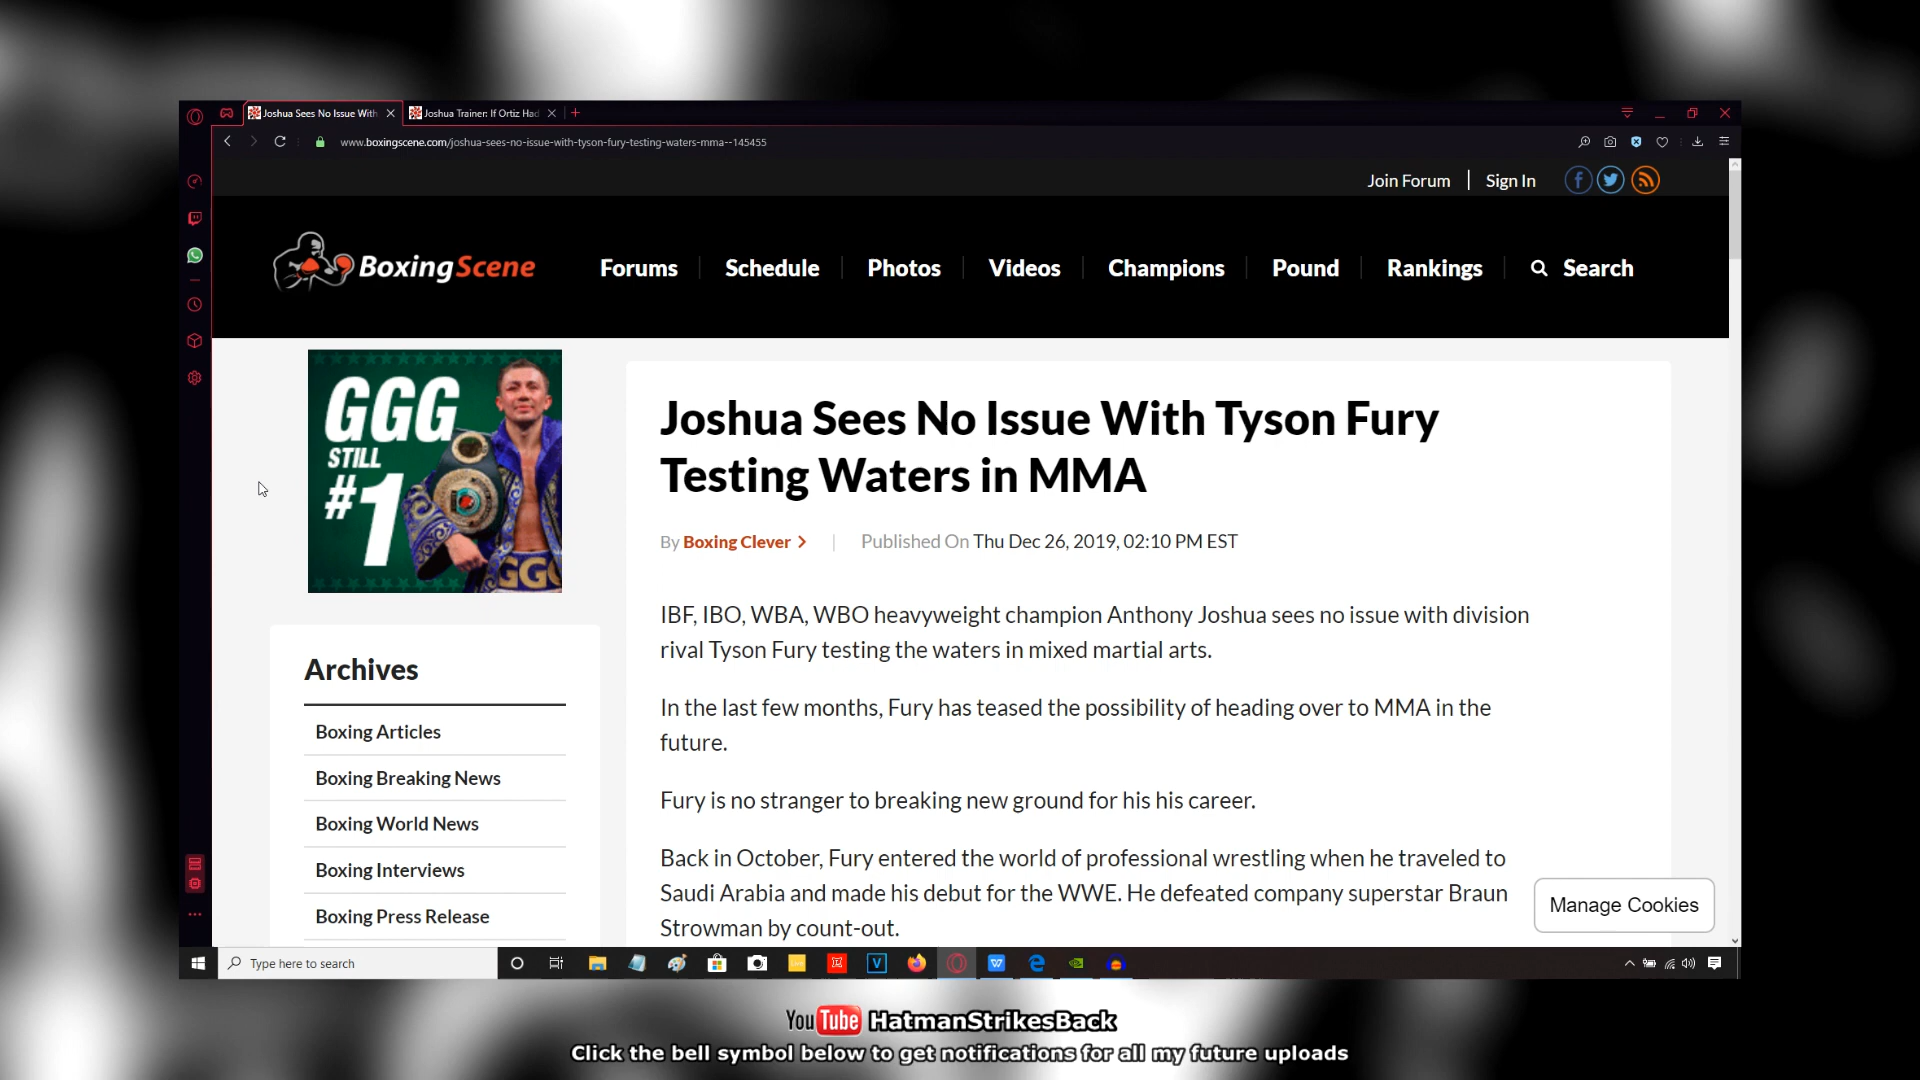 Joshua Sees No Issue With
Joshua Trainer: If Ortiz Had
www.boxingscene.com/joshua-sees-no-issue-with-tyson-fury-testing-waters-mma--145455
Join Forum | Sign In
BoxingScene
Forums
Schedule
Photos
Videos
Champions
Pound
Rankings
Search
GGG
STILL
#1
GGG
Archives
Boxing Articles
Boxing Breaking News
Boxing World News
Boxing Interviews
Boxing Press Release
Joshua Sees No Issue With Tyson Fury
Testing Waters in MMA
By Boxing Clever > | Published On Thu Dec 26, 2019, 02:10 PM EST
IBF, IBO, WBA, WBO heavyweight champion Anthony Joshua sees no issue with division
rival Tyson Fury testing the waters in mixed martial arts.
In the last few months, Fury has teased the possibility of heading over to MMA in the
future.
Fury is no stranger to breaking new ground for his his career.
Back in October, Fury entered the world of professional wrestling when he traveled to
Saudi Arabia and made his debut for the WWE. He defeated company superstar Braun
Strowman by count-out.
Manage Cookies
Type here to search
YouTube HatmanStrikesBack
Click the bell symbol below to get notifications for all my future uploads